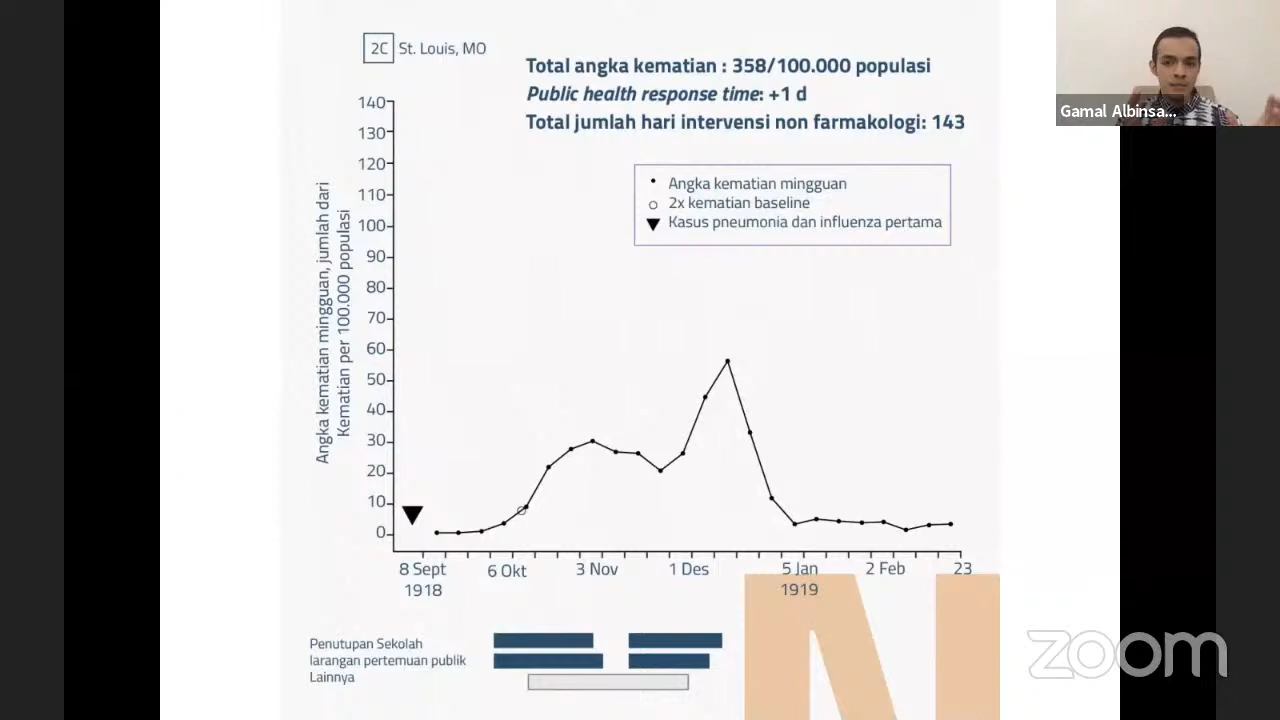 2C St. Louis, MO
Total angka kematian : 358/100.000 populasi
Public health response time: +1 d
Total jumlah hari intervensi non farmakologi: 143
Angka kematian mingguan
2x kematian baseline
Kasus pneumonia dan influenza pertama
Angka kematian mingguan, jumlah dari
Kematian per 100.000 populasi
140
130
120
110
100
90
80
70
60
50
40
30
20
10
0
8 Sept 6 Okt 3 Nov 1 Des 5 Jan 2 Feb 23
1918 1919
Penutupan Sekolah
larangan pertemuan publik
Lainnya
Gamal Albinsa...
zoom
N